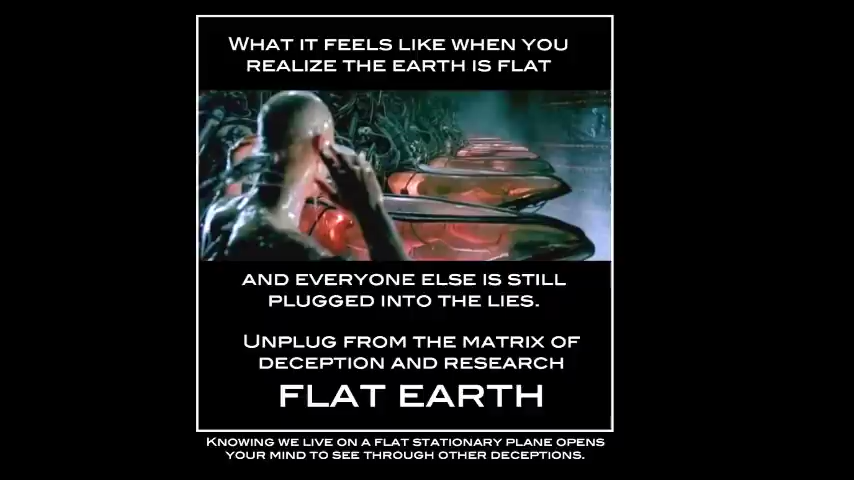 What it feels like when you
realize the earth is flat
and everyone else is still
plugged into the lies.
Unplug from the matrix of
deception and research
FLAT EARTH
Knowing we live on a flat stationary plane opens
your mind to see through other deceptions.